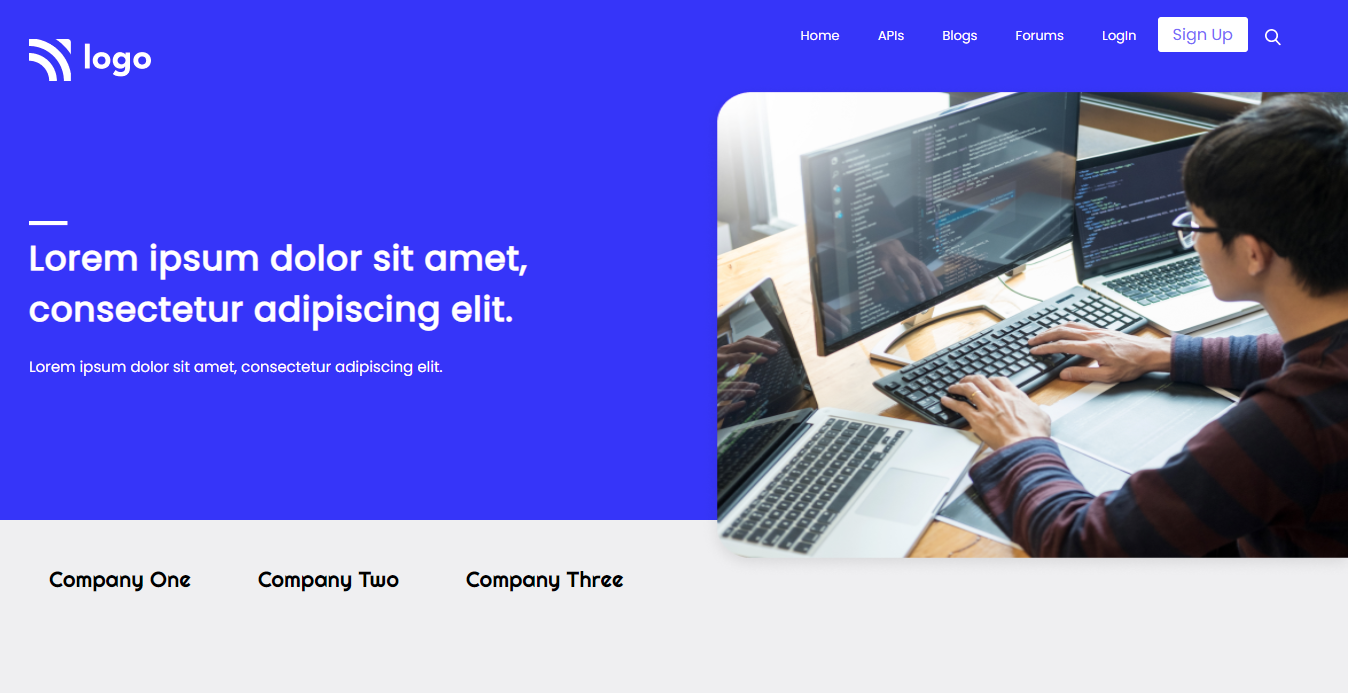 logo
Home APIs Blogs Forums LogIn Sign Up
Lorem ipsum dolor sit amet,
consectetur adipiscing elit.
Lorem ipsum dolor sit amet, consectetur adipiscing elit.
Company One Company Two Company Three